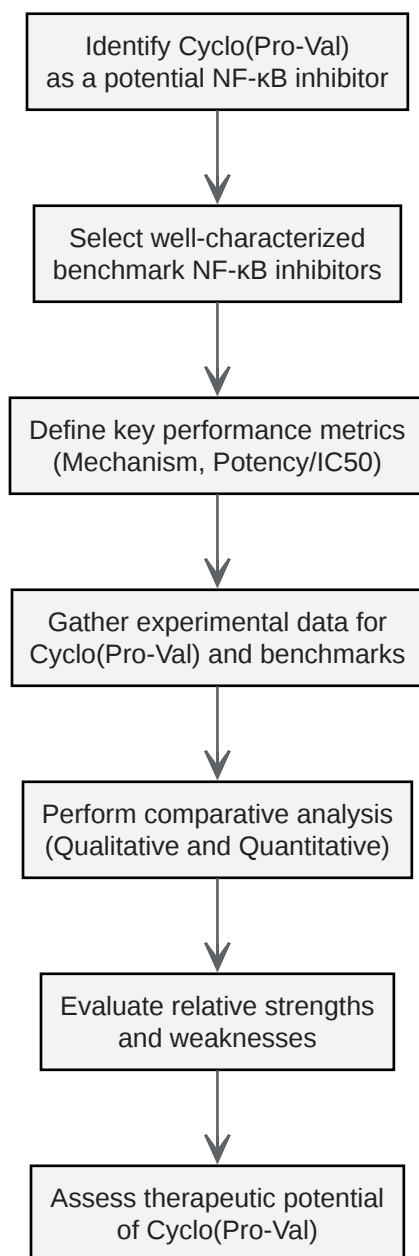 Identify Cyclo(Pro-Val)
as a potential NF-κB inhibitor
Select well-characterized
benchmark NF-κB inhibitors
Define key performance metrics
(Mechanism, Potency/IC50)
Gather experimental data for
Cyclo(Pro-Val) and benchmarks
Perform comparative analysis
(Qualitative and Quantitative)
Evaluate relative strengths
and weaknesses
Assess therapeutic potential
of Cyclo(Pro-Val)